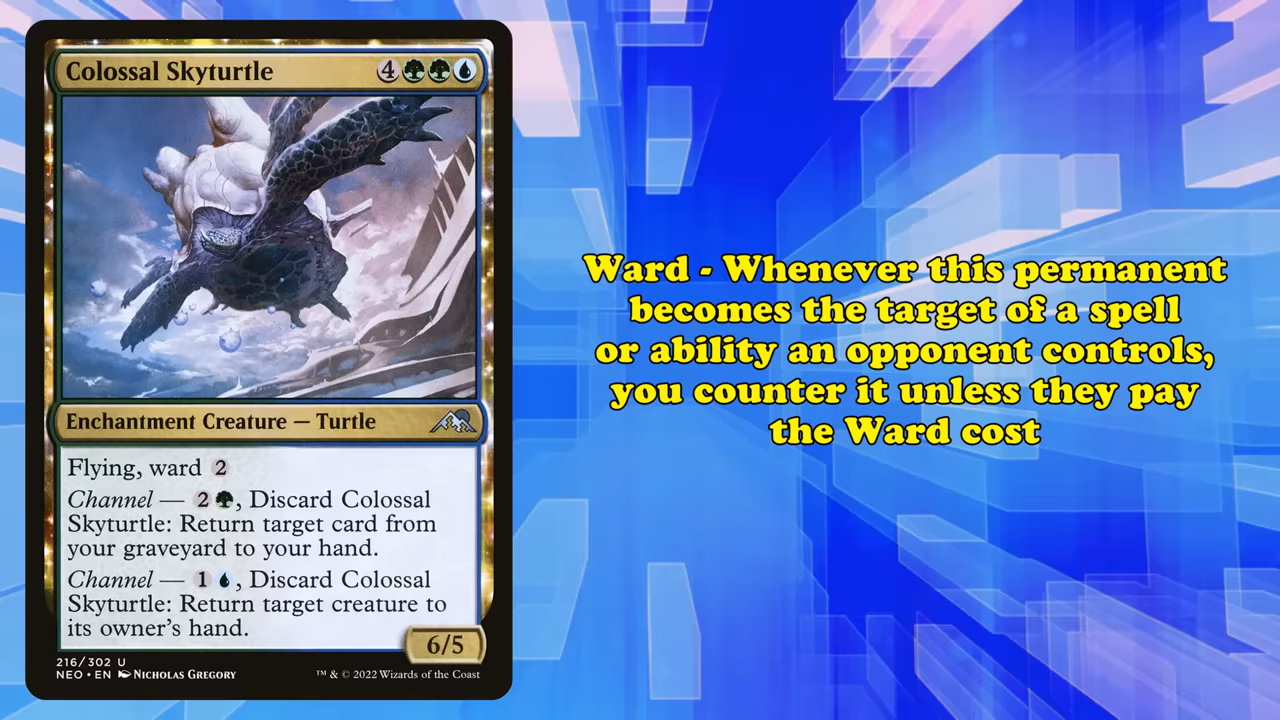 Colossal Skyturtle 4
Enchantment Creature — Turtle
Flying, ward 2
Channel — 2, Discard Colossal
Skyturtle: Return target card from
your graveyard to your hand.
Channel — 1, Discard Colossal
Skyturtle: Return target creature to
its owner's hand.
6/5
216/302 U
NEO • EN Nicholas Gregory
™ & © 2022 Wizards of the Coast
Ward - Whenever this permanent
becomes the target of a spell
or ability an opponent controls,
you counter it unless they pay
the Ward cost